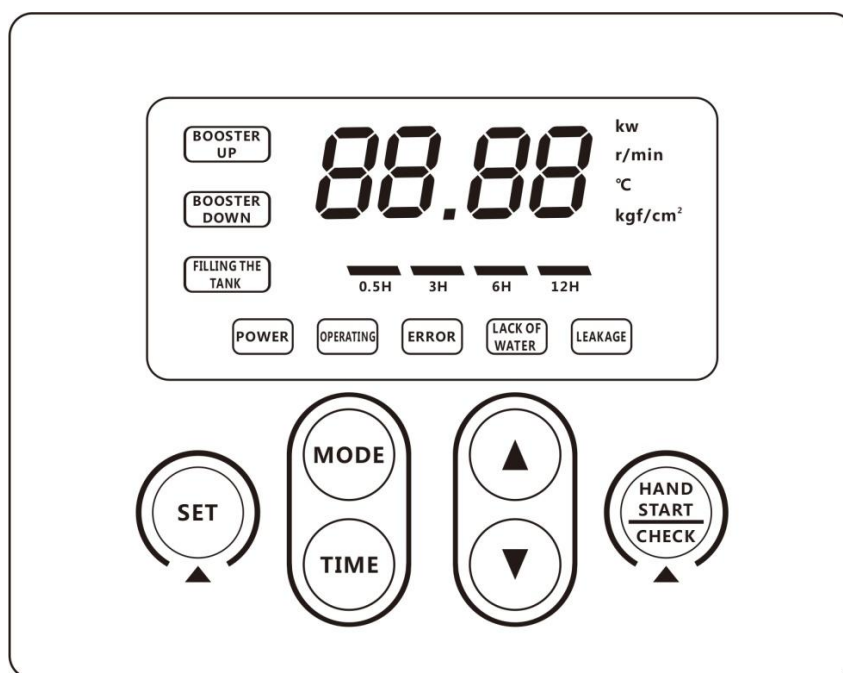 BOOSTER
UP
88.88
kw
r/min
℃
kgf/cm²
BOOSTER
DOWN
FILLING THE
TANK
0.5H 3H 6H 12H
POWER OPERATING ERROR LACK OF
WATER LEAKAGE
SET
MODE
TIME
▲
▼
HAND
START
CHECK